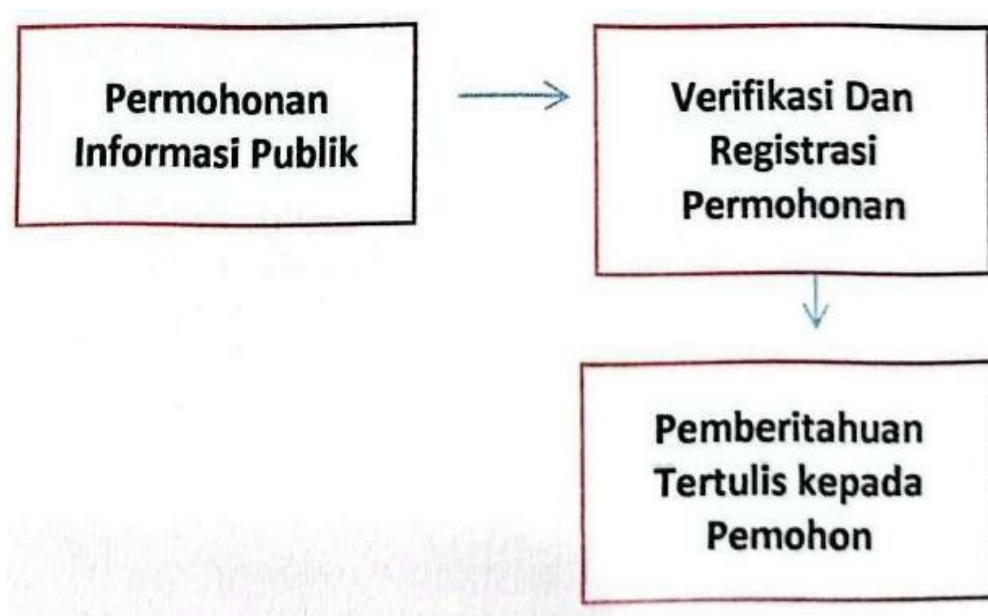 Permohonan
Informasi Publik
Verifikasi Dan
Registrasi
Permohonan
Pemberitahuan
Tertulis kepada
Pemohon